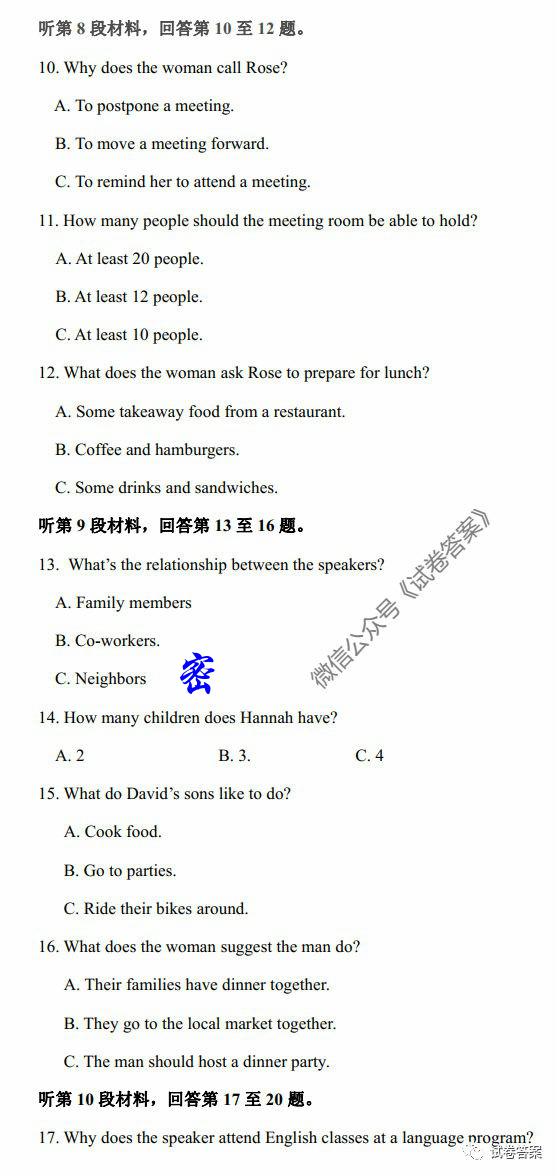 听第 8 段材料，回答第 10 至 12 题。
10. Why does the woman call Rose?
A. To postpone a meeting.
B. To move a meeting forward.
C. To remind her to attend a meeting.
11. How many people should the meeting room be able to hold?
A. At least 20 people.
B. At least 12 people.
C. At least 10 people.
12. What does the woman ask Rose to prepare for lunch?
A. Some takeaway food from a restaurant.
B. Coffee and hamburgers.
C. Some drinks and sandwiches.
听第 9 段材料，回答第 13 至 16 题。
13. What’s the relationship between the speakers?
A. Family members
B. Co-workers.
C. Neighbors
密
微信公众号《试卷答案》
14. How many children does Hannah have?
A. 2 B. 3. C. 4
15. What do David’s sons like to do?
A. Cook food.
B. Go to parties.
C. Ride their bikes around.
16. What does the woman suggest the man do?
A. Their families have dinner together.
B. They go to the local market together.
C. The man should host a dinner party.
听第 10 段材料，回答第 17 至 20 题。
17. Why does the speaker attend English classes at a language program?
试卷答案